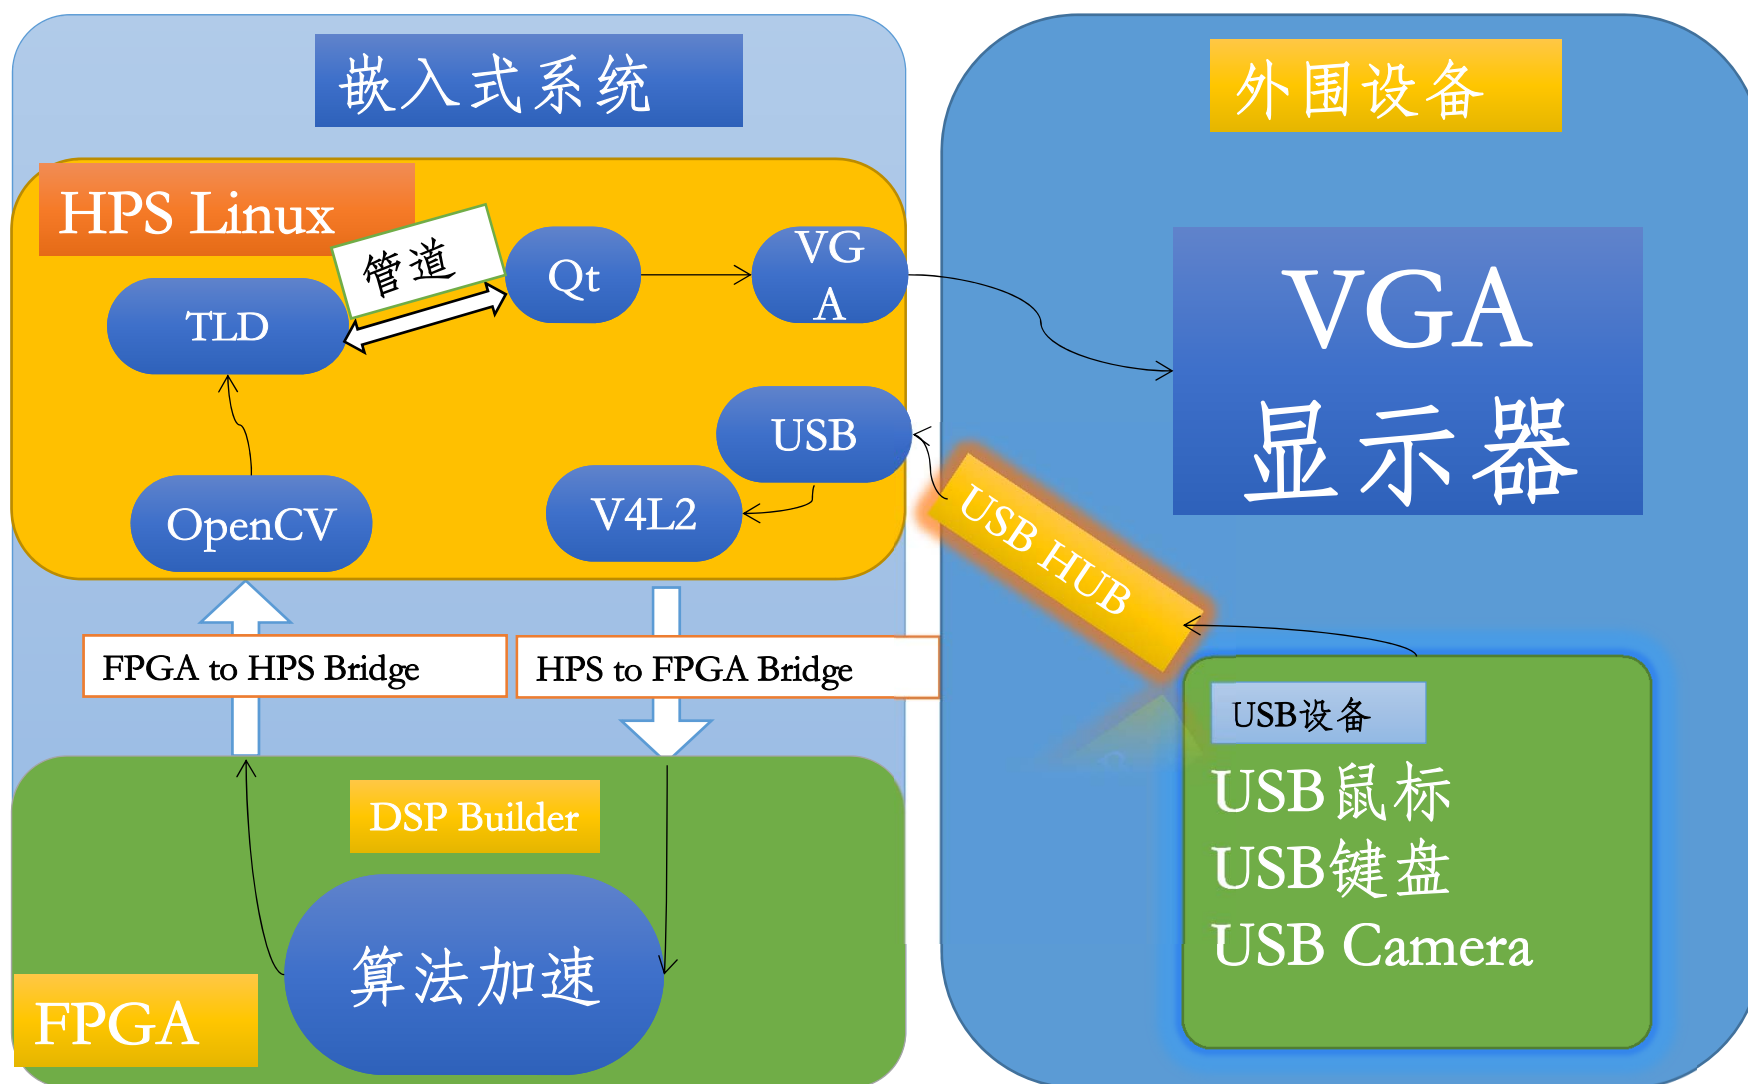 嵌入式系统
外围设备
HPS Linux
管道
Qt
VG
A
TLD
VGA
显示器
USB
OpenCV
V4L2
USB HUB
FPGA to HPS Bridge
HPS to FPGA Bridge
USB设备
USB鼠标
USB键盘
USB Camera
DSP Builder
算法加速
FPGA